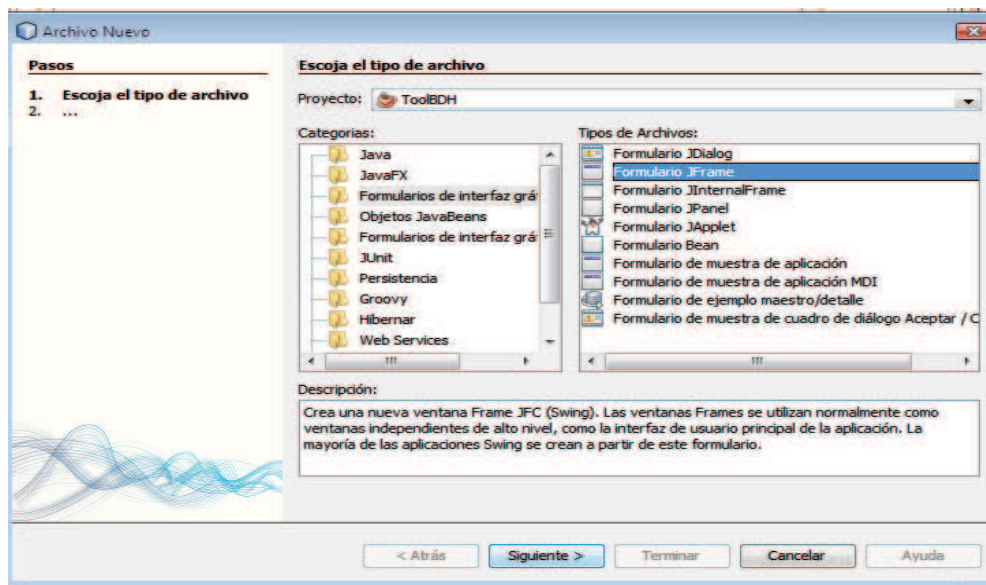 Archivo Nuevo
Pasos
1. Escoja el tipo de archivo
2. ...
Escoja el tipo de archivo
Proyecto: ToolBDH
Categorias:
Java
JavaFX
Formularios de interfaz grá
Objetos JavaBeans
Formularios de interfaz grá
JUnit
Persistencia
Groovy
Hibernar
Web Services
Tipos de Archivos:
Formulario JDialog
Formulario JFrame
Formulario JInternalFrame
Formulario JPanel
Formulario JApplet
Formulario Bean
Formulario de muestra de aplicación
Formulario de muestra de aplicación MDI
Formulario de ejemplo maestro/detalle
Formulario de muestra de cuadro de diálogo Aceptar / C
Descripción:
Crea una nueva ventana Frame JFC (Swing). Las ventanas Frames se utilizan normalmente como
ventanas independientes de alto nivel, como la interfaz de usuario principal de la aplicación. La
mayoría de las aplicaciones Swing se crean a partir de este formulario.
< Atrás
Siguiente >
Terminar
Cancelar
Ayuda